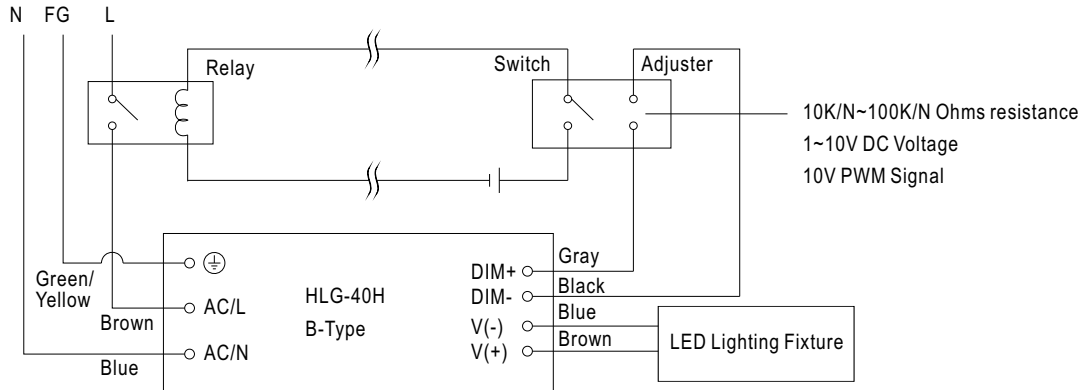 N FG L
Relay
Switch
Adjuster
10K/N~100K/N Ohms resistance
1~10V DC Voltage
10V PWM Signal
Green/
Yellow
Brown
Blue
AC/L
AC/N
HLG-40H
B-Type
DIM+
DIM-
V(-)
V(+)
Gray
Black
Blue
Brown
LED Lighting Fixture